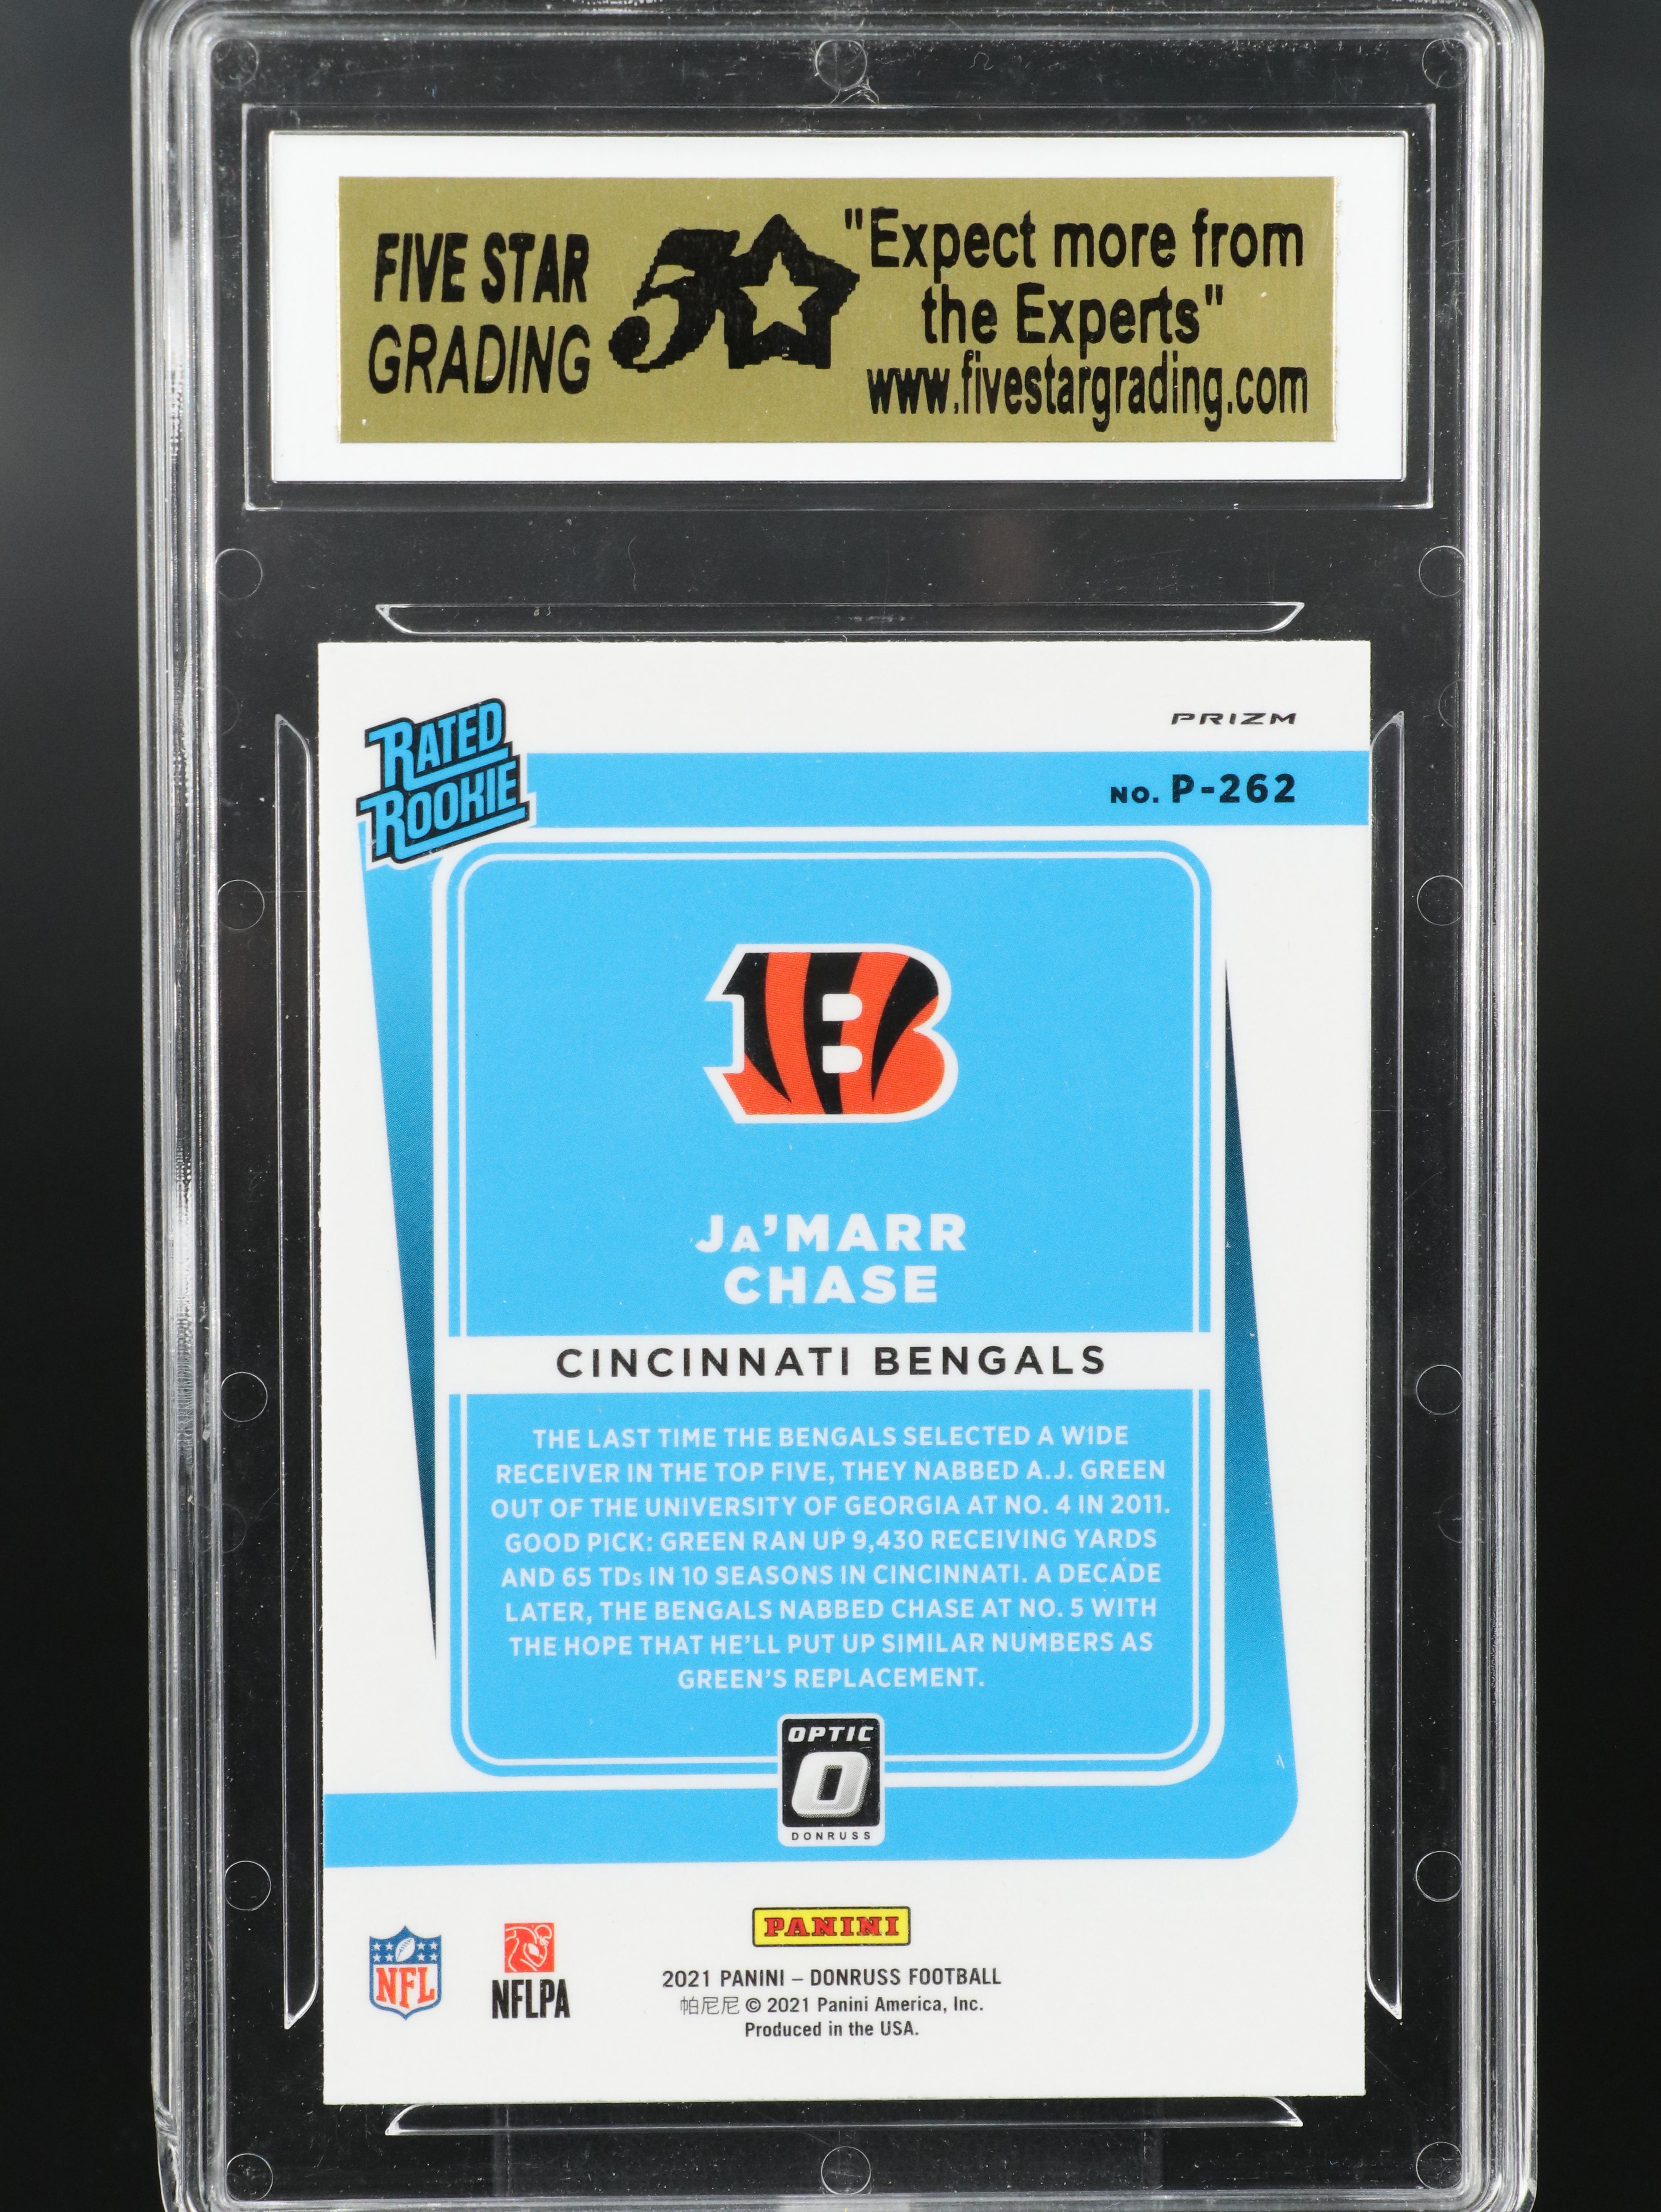 FIVE STAR
GRADING
5
"Expect more from
the Experts"
www.fivestargrading.com
RATED
ROOKIE
PRIZM
NO. P-262
B
JA'MARR
CHASE
CINCINNATI BENGALS
THE LAST TIME THE BENGALS SELECTED A WIDE
RECEIVER IN THE TOP FIVE, THEY NABBED A.J. GREEN
OUT OF THE UNIVERSITY OF GEORGIA AT NO. 4 IN 2011.
GOOD PICK: GREEN RAN UP 9,430 RECEIVING YARDS
AND 65 TDs IN 10 SEASONS IN CINCINNATI. A DECADE
LATER, THE BENGALS NABBED CHASE AT NO. 5 WITH
THE HOPE THAT HE'LL PUT UP SIMILAR NUMBERS AS
GREEN'S REPLACEMENT.
OPTIC
O
DONRUSS
PANINI
NFL
NFLPA
2021 PANINI – DONRUSS FOOTBALL
帕尼尼 © 2021 Panini America, Inc.
Produced in the USA.